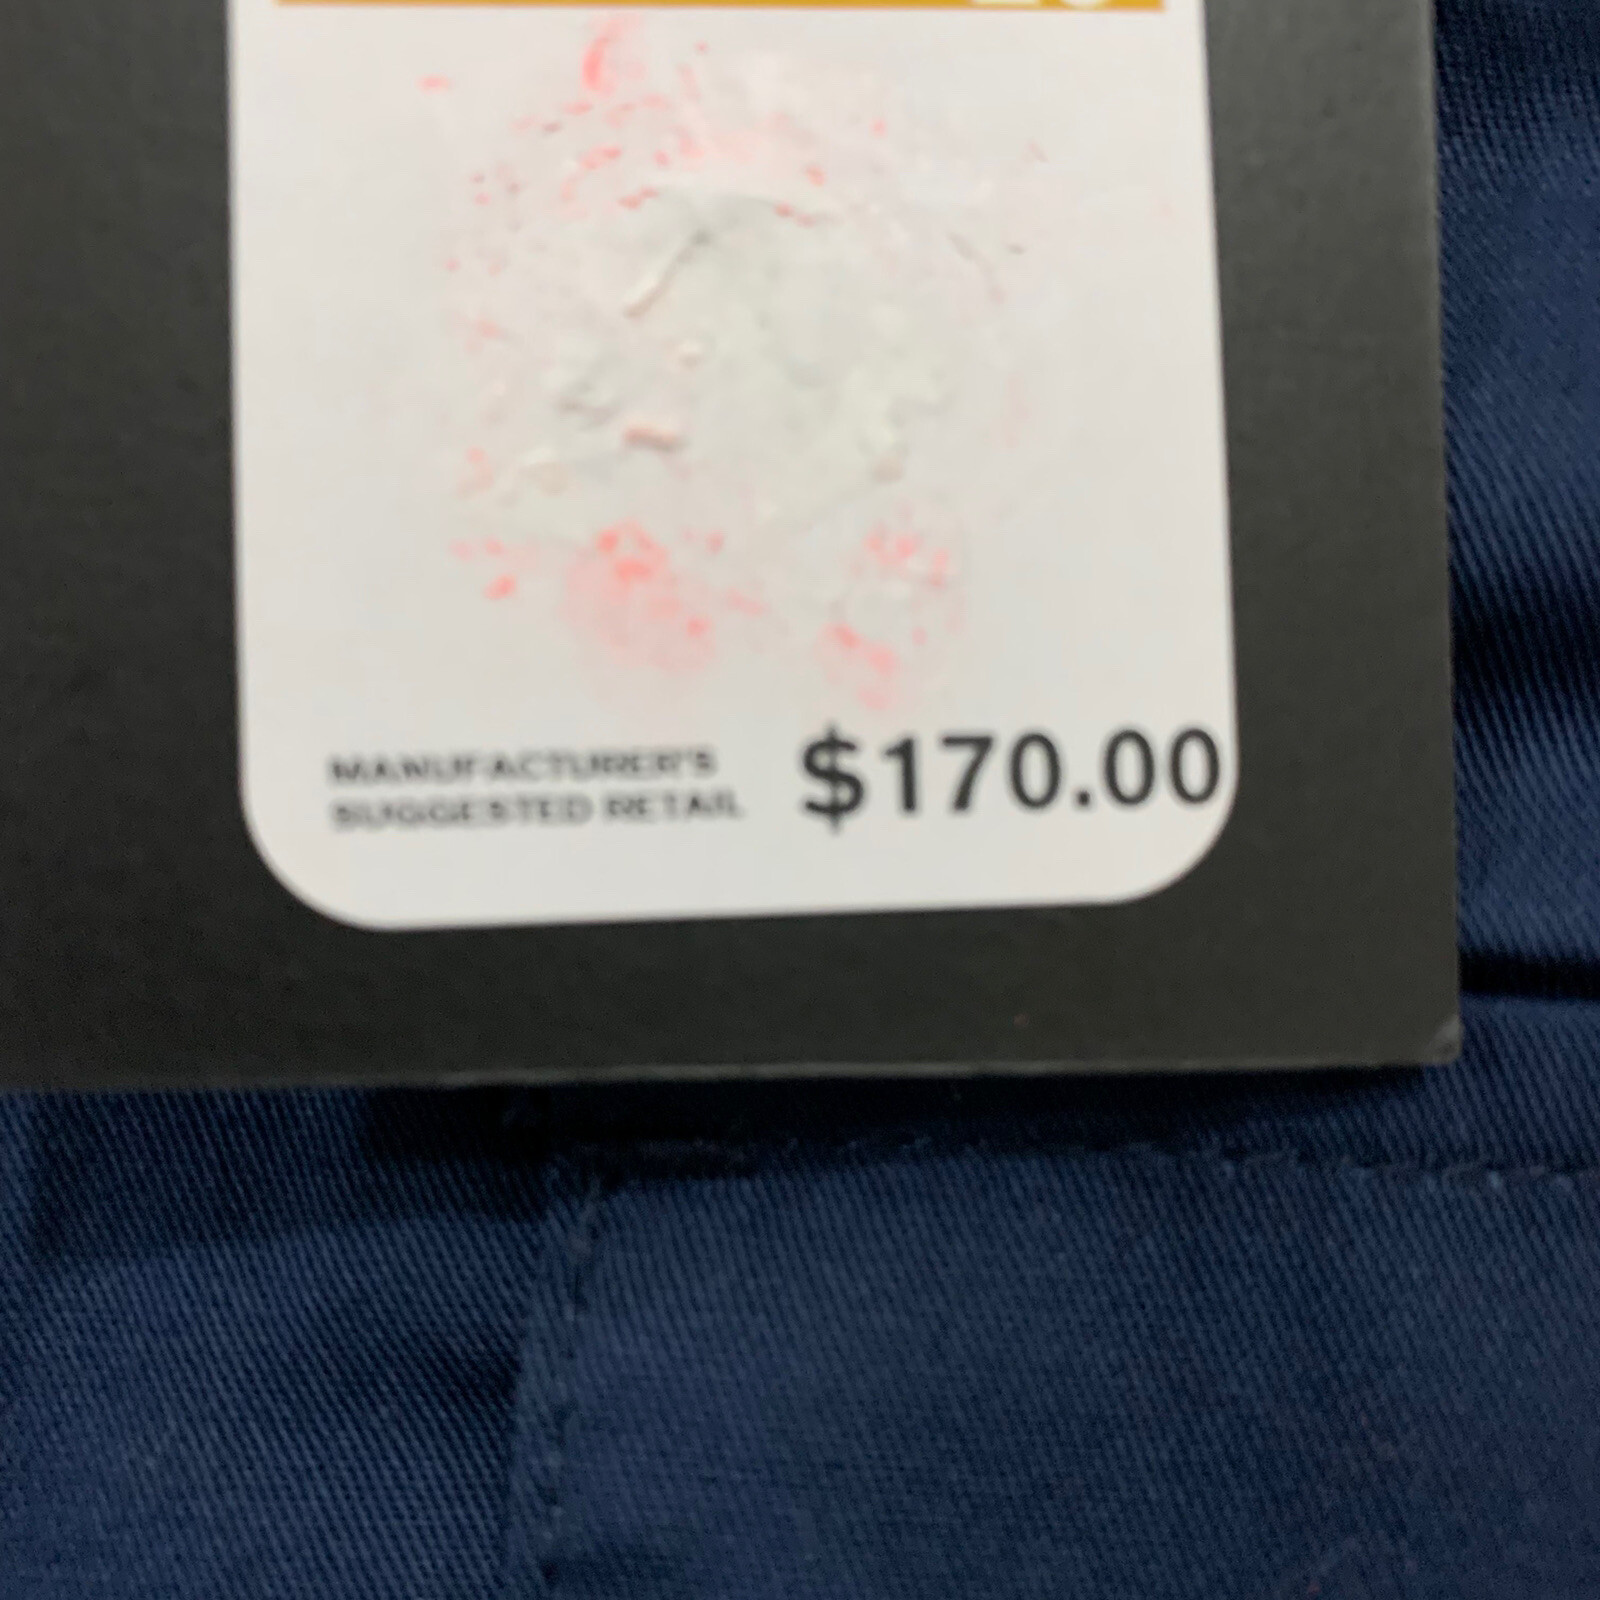 MANUFACTURER'S
SUGGESTED RETAIL $170.00